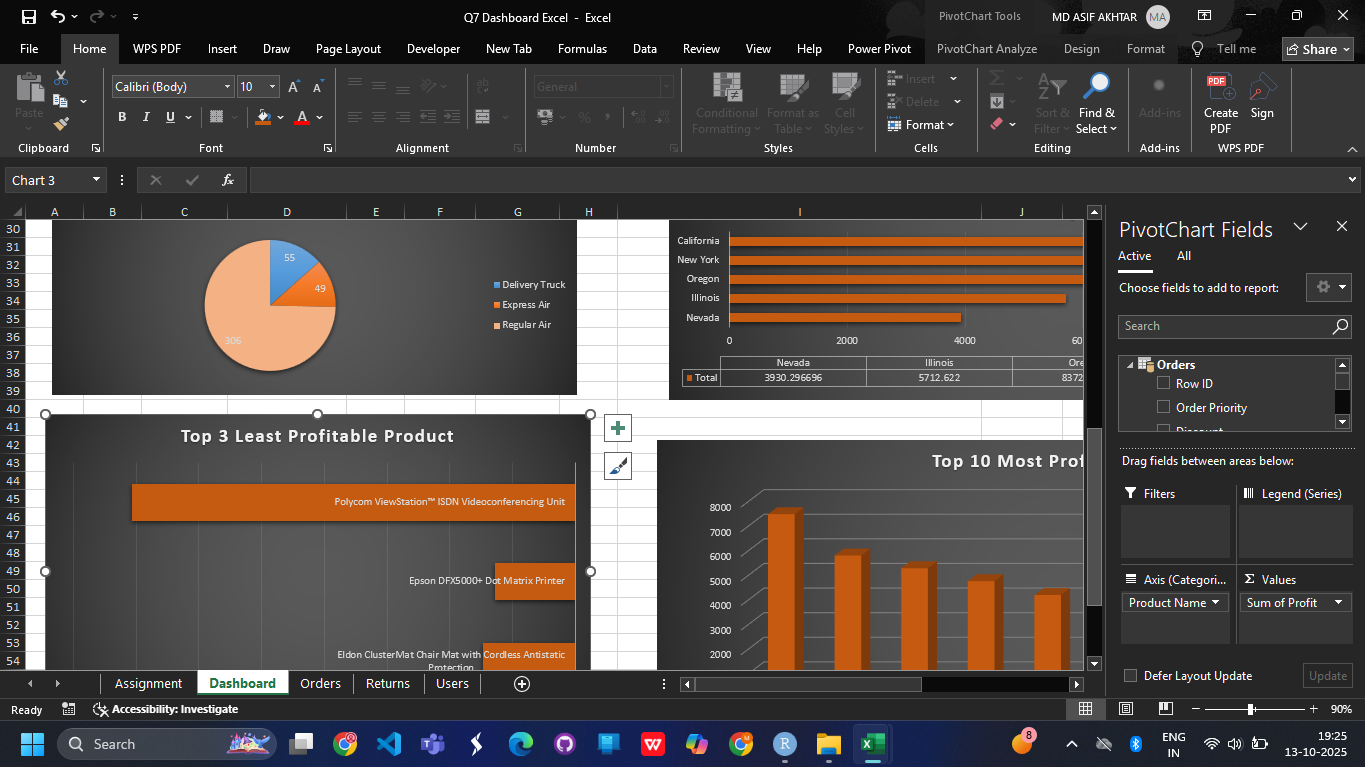 Q7 Dashboard Excel - Excel
PivotChart Tools
MD ASIF AKHTAR
MA
File
Home
WPS PDF
Insert
Draw
Page Layout
Developer
New Tab
Formulas
Data
Review
View
Help
Power Pivot
PivotChart Analyze
Design
Format
Tell me
Share
Paste
Clipboard
Calibri (Body)
10
B I U
Font
Alignment
General
Number
Conditional Formatting
Format as Table
Cell Styles
Styles
Insert
Delete
Format
Cells
Sort & Filter
Find & Select
Editing
Add-ins
Add-ins
Create PDF
Sign
WPS PDF
Chart 3
fx
A B C D E F G H I J
30
31
32
33
34
35
36
37
38
39
40
41
42
43
44
45
46
47
48
49
50
51
52
53
54
55
49
306
Delivery Truck
Express Air
Regular Air
California
New York
Oregon
Illinois
Nevada
0 2000 4000 60
Nevada Illinois Ore
Total 3930.296696 5712.622 8372
Top 3 Least Profitable Product
Polycom ViewStation™ ISDN Videoconferencing Unit
Epson DFX5000+ Dot Matrix Printer
Eldon ClusterMat Chair Mat with Cordless Antistatic
Protection
Top 10 Most Prof
8000
7000
6000
5000
4000
3000
2000
PivotChart Fields
Active
All
Choose fields to add to report:
Search
Orders
Row ID
Order Priority
Discount
Drag fields between areas below:
Filters
Legend (Series)
Axis (Categori...
Values
Product Name
Sum of Profit
Defer Layout Update
Update
Assignment
Dashboard
Orders
Returns
Users
Ready
Accessibility: Investigate
90%
Search
8
ENG
IN
19:25
13-10-2025